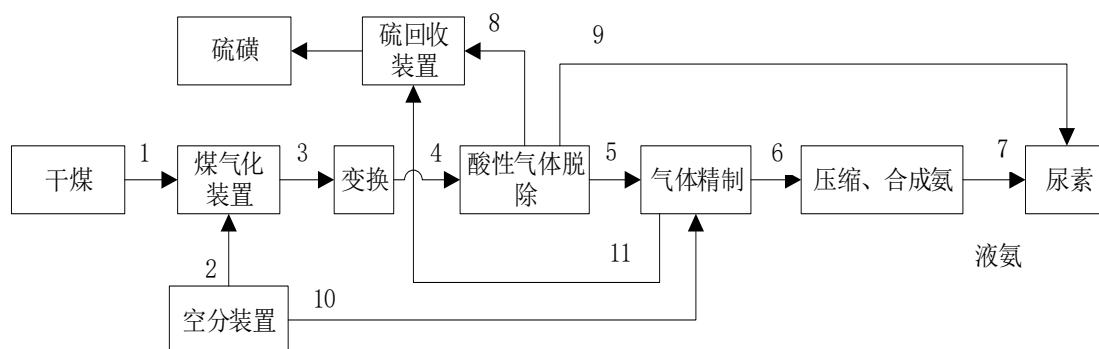 8
9
硫磺
硫回收
装置
1
3
4
5
6
7
干煤
煤气化
装置
变换
酸性气体脱
除
气体精制
压缩、合成氨
尿素
2
10
11
液氨
空分装置